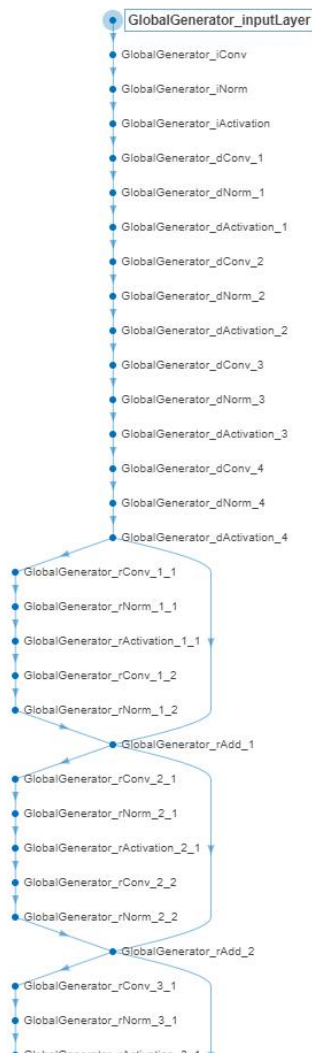 GlobalGenerator_inputLayer
GlobalGenerator_iConv
GlobalGenerator_iNorm
GlobalGenerator_iActivation
GlobalGenerator_dConv_1
GlobalGenerator_dNorm_1
GlobalGenerator_dActivation_1
GlobalGenerator_dConv_2
GlobalGenerator_dNorm_2
GlobalGenerator_dActivation_2
GlobalGenerator_dConv_3
GlobalGenerator_dNorm_3
GlobalGenerator_dActivation_3
GlobalGenerator_dConv_4
GlobalGenerator_dNorm_4
GlobalGenerator_dActivation_4
GlobalGenerator_rConv_1_1
GlobalGenerator_rNorm_1_1
GlobalGenerator_rActivation_1_1
GlobalGenerator_rConv_1_2
GlobalGenerator_rNorm_1_2
GlobalGenerator_rAdd_1
GlobalGenerator_rConv_2_1
GlobalGenerator_rNorm_2_1
GlobalGenerator_rActivation_2_1
GlobalGenerator_rConv_2_2
GlobalGenerator_rNorm_2_2
GlobalGenerator_rAdd_2
GlobalGenerator_rConv_3_1
GlobalGenerator_rNorm_3_1
GlobalGenerator_rActivation_3_1